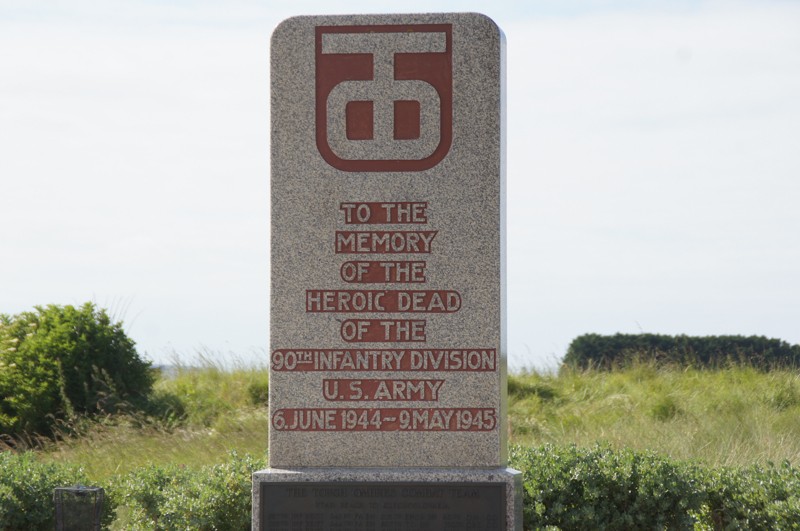 TO
TO THE
MEMORY
OF THE
HEROIC DEAD
OF THE
90TH INFANTRY DIVISION
U.S. ARMY
6. JUNE 1944-9. MAY 1945